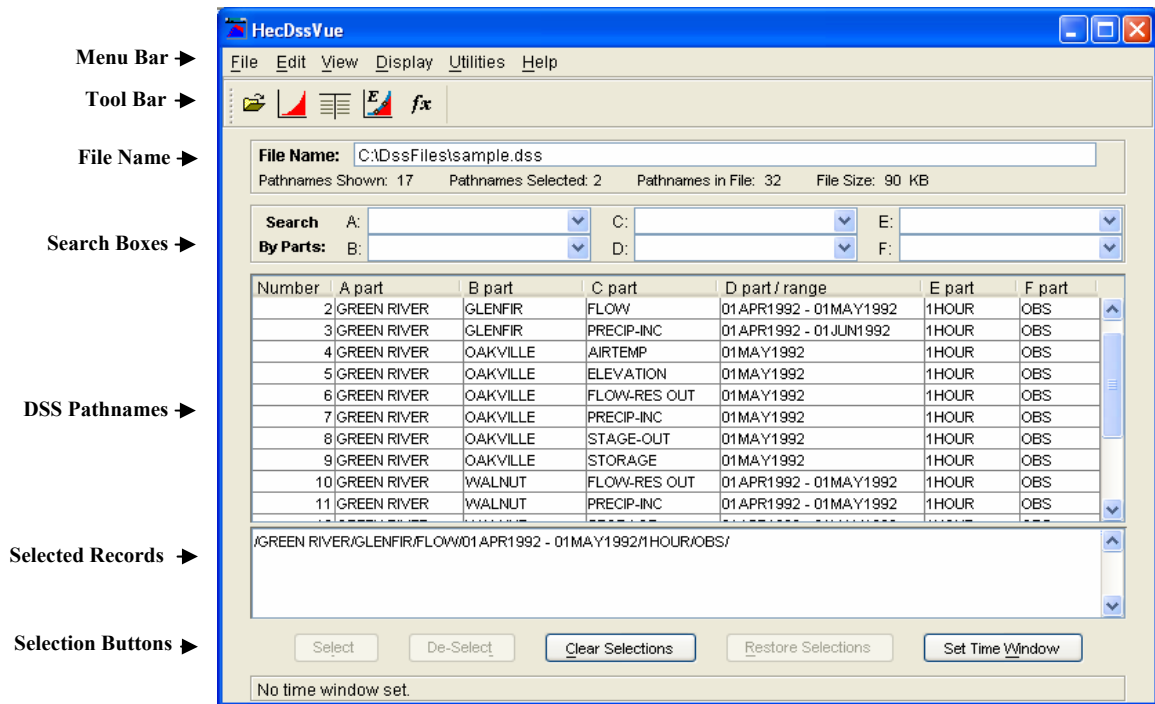 HecDssVue
Menu Bar
File Edit View Display Utilities Help
Tool Bar
E fx
File Name
File Name: C:\DssFiles\sample.dss
Pathnames Shown: 17 Pathnames Selected: 2 Pathnames in File: 32 File Size: 90 KB
Search Boxes
Search A: C: E:
By Parts: B: D: F:
DSS Pathnames
Number A part B part C part D part / range E part F part
2 GREEN RIVER GLENFIR FLOW 01APR1992 - 01MAY1992 1HOUR OBS
3 GREEN RIVER GLENFIR PRECIP-INC 01APR1992 - 01JUN1992 1HOUR OBS
4 GREEN RIVER OAKVILLE AIRTEMP 01MAY1992 1HOUR OBS
5 GREEN RIVER OAKVILLE ELEVATION 01MAY1992 1HOUR OBS
6 GREEN RIVER OAKVILLE FLOW-RES OUT 01MAY1992 1HOUR OBS
7 GREEN RIVER OAKVILLE PRECIP-INC 01MAY1992 1HOUR OBS
8 GREEN RIVER OAKVILLE STAGE-OUT 01MAY1992 1HOUR OBS
9 GREEN RIVER OAKVILLE STORAGE 01MAY1992 1HOUR OBS
10 GREEN RIVER WALNUT FLOW-RES OUT 01APR1992 - 01MAY1992 1HOUR OBS
11 GREEN RIVER WALNUT PRECIP-INC 01APR1992 - 01MAY1992 1HOUR OBS
Selected Records
/GREEN RIVER/GLENFIR/FLOW/01APR1992 - 01MAY1992/1HOUR/OBS/
Selection Buttons
Select De-Select Clear Selections Restore Selections Set Time Window
No time window set.